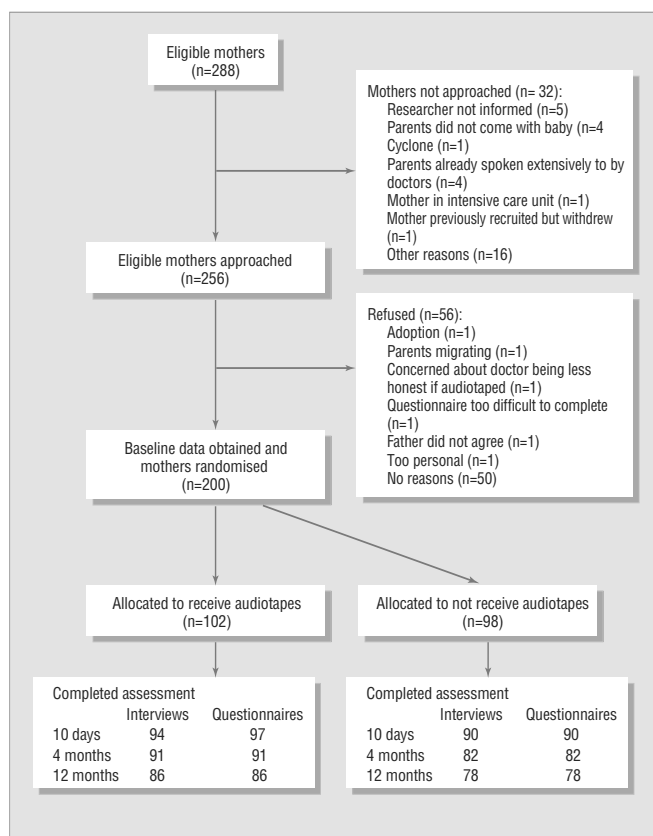 Eligible mothers
(n=288)
Mothers not approached (n= 32):
Researcher not informed (n=5)
Parents did not come with baby (n=4
Cyclone (n=1)
Parents already spoken extensively to by
doctors (n=4)
Mother in intensive care unit (n=1)
Mother previously recruited but withdrew
(n=1)
Other reasons (n=16)
Eligible mothers approached
(n=256)
Refused (n=56):
Adoption (n=1)
Parents migrating (n=1)
Concerned about doctor being less
honest if audiotaped (n=1)
Questionnaire too difficult to complete
(n=1)
Father did not agree (n=1)
Too personal (n=1)
No reasons (n=50)
Baseline data obtained and
mothers randomised
(n=200)
Allocated to receive audiotapes
(n=102)
Allocated to not receive audiotapes
(n=98)
Completed assessment
Interviews Questionnaires
10 days 94 97
4 months 91 91
12 months 86 86
Completed assessment
Interviews Questionnaires
10 days 90 90
4 months 82 82
12 months 78 78